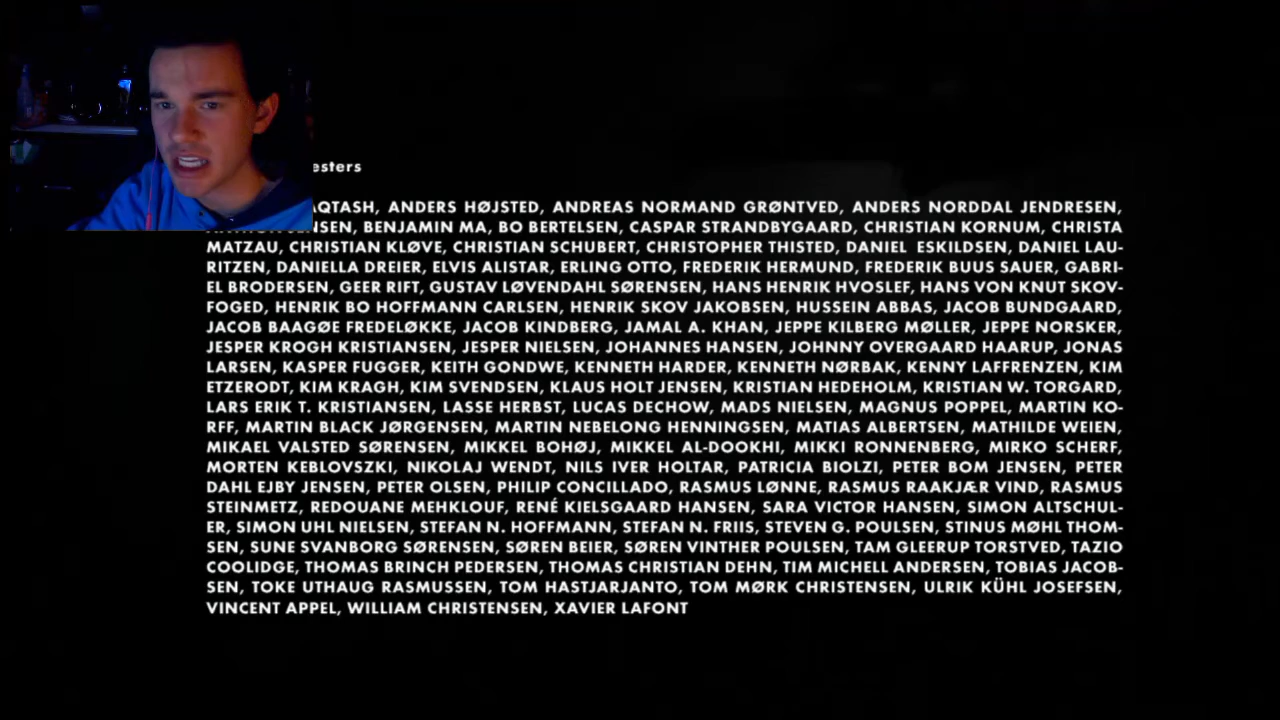 AQTASH, ANDERS HØJSTED, ANDREAS NORMAND GRØNTVED, ANDERS NORDDAL JENDRESEN,
BENJAMIN MA, BO BERTELSEN, CASPAR STRANDBYGAARD, CHRISTIAN KORNUM, CHRISTA
MATZAU, CHRISTIAN KLØVE, CHRISTIAN SCHUBERT, CHRISTOPHER THISTED, DANIEL ESKILDSEN, DANIEL LAU-
RITZEN, DANIELLA DREIER, ELVIS ALISTAR, ERLING OTTO, FREDERIK HERMUND, FREDERIK BUUS SAUER, GABRI-
EL BRODERSEN, GEER RIFT, GUSTAV LØVENDAHL SØRENSEN, HANS HENRIK HVOSLEF, HANS VON KNUT SKOV-
FOGED, HENRIK BO HOFFMANN CARLSEN, HENRIK SKOV JAKOBSEN, HUSSEIN ABBAS, JACOB BUNDGAARD,
JACOB BAAGØE FREDELØKKE, JACOB KINDBERG, JAMAL A. KHAN, JEPPE KILBERG MØLLER, JEPPE NORSKER,
JESPER KROGH KRISTIANSEN, JESPER NIELSEN, JOHANNES HANSEN, JOHNNY OVERGAARD HAARUP, JONAS
LARSEN, KASPER FUGGER, KEITH GONDWE, KENNETH HARDER, KENNETH NØRBAK, KENNY LAFFRENZEN, KIM
ETZERODT, KIM KRAGH, KIM SVENDSEN, KLAUS HOLT JENSEN, KRISTIAN HEDEHOLM, KRISTIAN W. TORGARD,
LARS ERIK T. KRISTIANSEN, LASSE HERBST, LUCAS DECHOW, MADS NIELSEN, MAGNUS POPPEL, MARTIN KO-
RFF, MARTIN BLACK JØRGENSEN, MARTIN NEBELONG HENNINGSEN, MATIAS ALBERTSEN, MATHILDE WEIEN,
MIKAEL VALSTED SØRENSEN, MIKKEL BOHØJ, MIKKEL AL-DOOKHI, MIKKI RONNENBERG, MIRKO SCHERF,
MORTEN KEBLOVSZKI, NIKOLAJ WENDT, NILS IVER HOLTAR, PATRICIA BIOLZI, PETER BOM JENSEN, PETER
DAHL EJBY JENSEN, PETER OLSEN, PHILIP CONCILLADO, RASMUS LØNNE, RASMUS RAAKJÆR VIND, RASMUS
STEINMETZ, REDOUANE MEHKLOUF, RENÉ KIELSGAARD HANSEN, SARA VICTOR HANSEN, SIMON ALTSCHUL-
ER, SIMON UHL NIELSEN, STEFAN N. HOFFMANN, STEFAN N. FRIIS, STEVEN G. POULSEN, STINUS MØHL THOM-
SEN, SUNE SVANBORG SØRENSEN, SØREN BEIER, SØREN VINTHER POULSEN, TAM GLEERUP TORSTVED, TAZIO
COOLIDGE, THOMAS BRINCH PEDERSEN, THOMAS CHRISTIAN DEHN, TIM MICHELL ANDERSEN, TOBIAS JACOB-
SEN, TOKE UTHAUG RASMUSSEN, TOM HASTJARJANTO, TOM MØRK CHRISTENSEN, ULRIK KÜHL JOSEFSEN,
VINCENT APPEL, WILLIAM CHRISTENSEN, XAVIER LAFONT